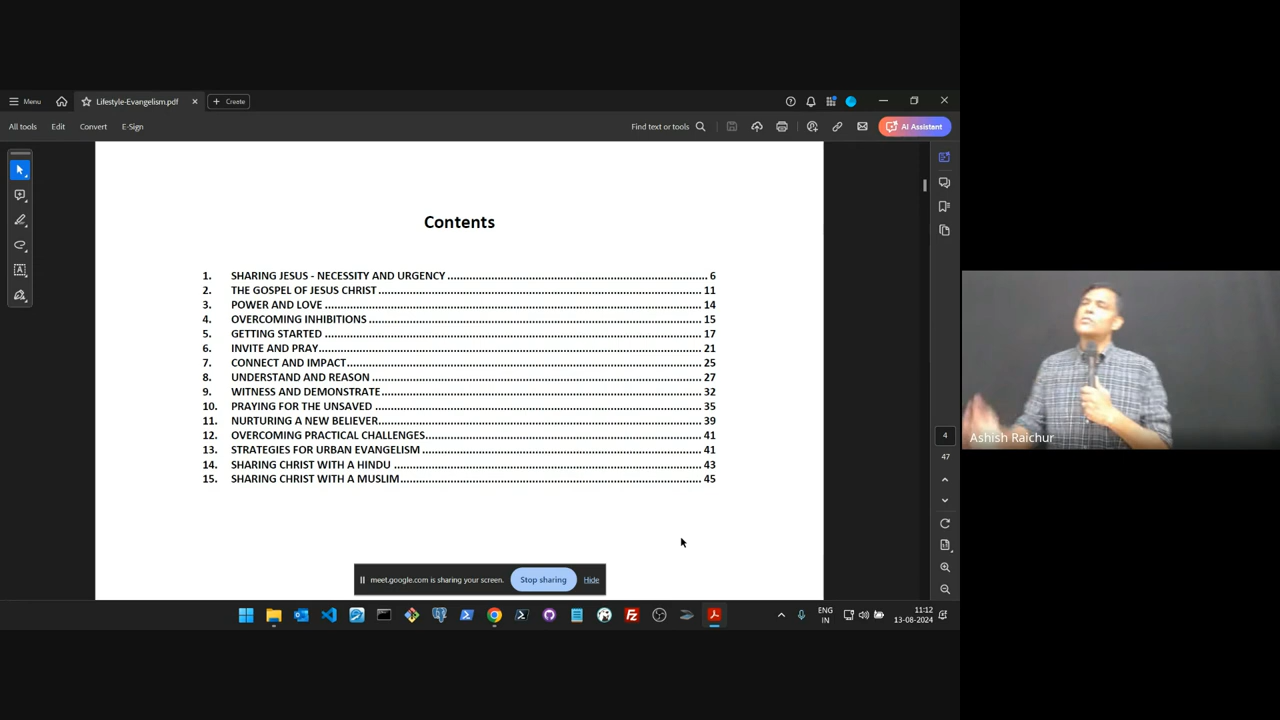 Menu
Lifestyle-Evangelism.pdf
Create
All tools
Edit
Convert
E-Sign
Find text or tools
AI Assistant
Contents
1. SHARING JESUS - NECESSITY AND URGENCY ........ 6
2. THE GOSPEL OF JESUS CHRIST ........ 11
3. POWER AND LOVE ........ 14
4. OVERCOMING INHIBITIONS ........ 15
5. GETTING STARTED ........ 17
6. INVITE AND PRAY ........ 21
7. CONNECT AND IMPACT ........ 25
8. UNDERSTAND AND REASON ........ 27
9. WITNESS AND DEMONSTRATE ........ 32
10. PRAYING FOR THE UNSAVED ........ 35
11. NURTURING A NEW BELIEVER ........ 39
12. OVERCOMING PRACTICAL CHALLENGES ........ 41
13. STRATEGIES FOR URBAN EVANGELISM ........ 41
14. SHARING CHRIST WITH A HINDU ........ 43
15. SHARING CHRIST WITH A MUSLIM ........ 45
4
47
meet.google.com is sharing your screen.
Stop sharing
Hide
ENG
IN
11:12
13-08-2024
Ashish Raichur